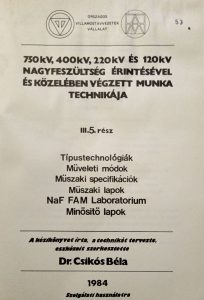 ORSZÁGOS
VILLAMOSTÁVVEZETÉK
VÁLLALAT
53
750kV, 400kV, 220kV ÉS 120kV
NAGYFESZÜLTSÉG ÉRINTÉSÉVEL
ÉS KÖZELÉBEN VÉGZETT MUNKA
TECHNIKÁJA
III.5. rész
Típustechnológiák
Műveleti módok
Műszaki specifikációk
Műszaki lapok
NaF FAM Laboratorium
Minősítő lapok
A kézikönyvet írta, a technikát tervezte,
eszközeit szerkesztette
Dr. Csikós Béla
1984
Szolgálati használatra